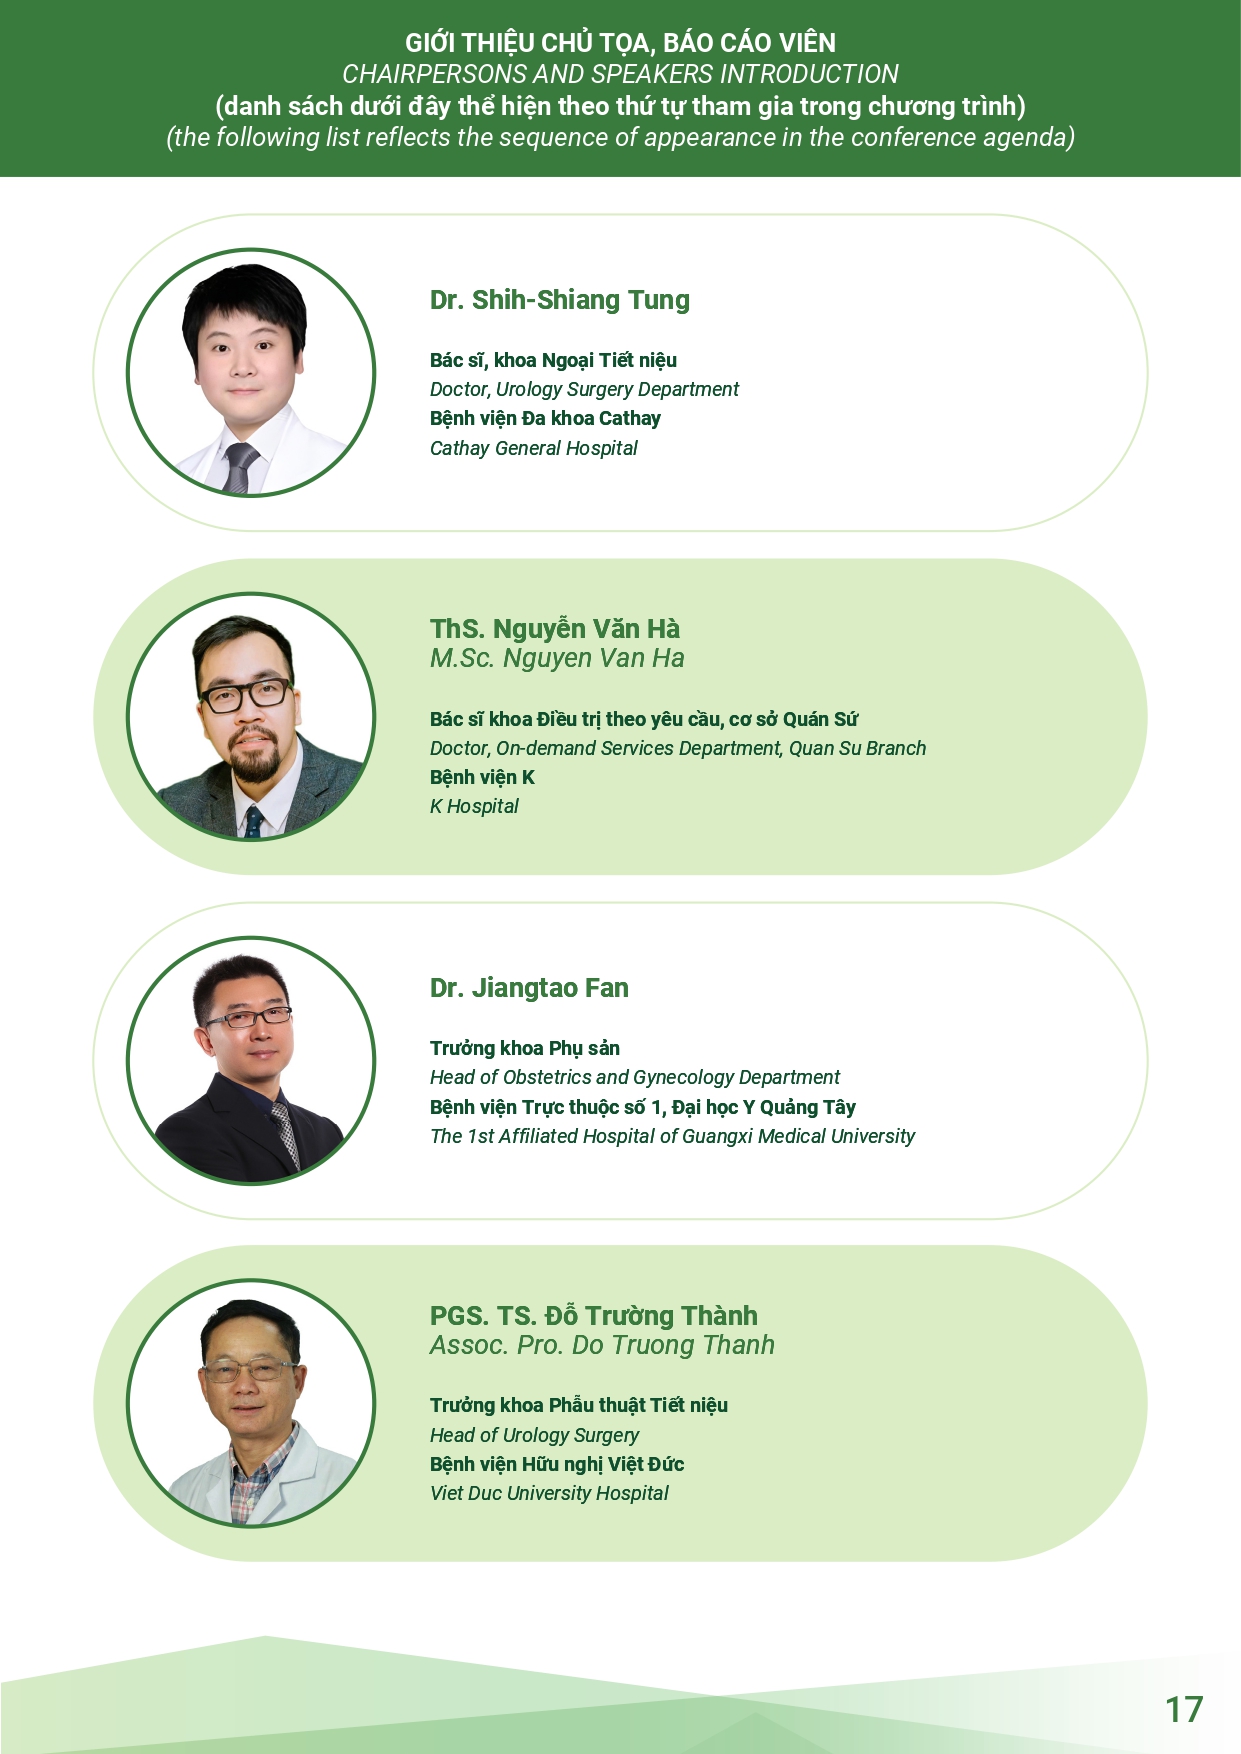 GIỚI THIỆU CHỦ TỌA, BÁO CÁO VIÊN
CHAIRPERSONS AND SPEAKERS INTRODUCTION
(danh sách dưới đây thể hiện theo thứ tự tham gia trong chương trình)
(the following list reflects the sequence of appearance in the conference agenda)
Dr. Shih-Shiang Tung
Bác sĩ, khoa Ngoại Tiết niệu
Doctor, Urology Surgery Department
Bệnh viện Đa khoa Cathay
Cathay General Hospital
ThS. Nguyễn Văn Hà
M.Sc. Nguyen Van Ha
Bác sĩ khoa Điều trị theo yêu cầu, cơ sở Quán Sứ
Doctor, On-demand Services Department, Quan Su Branch
Bệnh viện K
K Hospital
Dr. Jiangtao Fan
Trưởng khoa Phụ sản
Head of Obstetrics and Gynecology Department
Bệnh viện Trực thuộc số 1, Đại học Y Quảng Tây
The 1st Affiliated Hospital of Guangxi Medical University
PGS. TS. Đỗ Trường Thành
Assoc. Pro. Do Truong Thanh
Trưởng khoa Phẫu thuật Tiết niệu
Head of Urology Surgery
Bệnh viện Hữu nghị Việt Đức
Viet Duc University Hospital
17